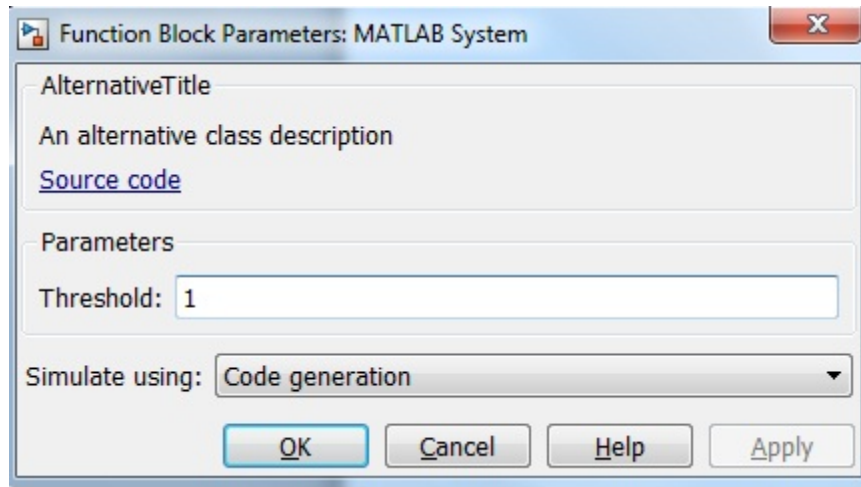 Function Block Parameters: MATLAB System
AlternativeTitle
An alternative class description
Source code
Parameters
Threshold: 1
Simulate using: Code generation
OK Cancel Help Apply